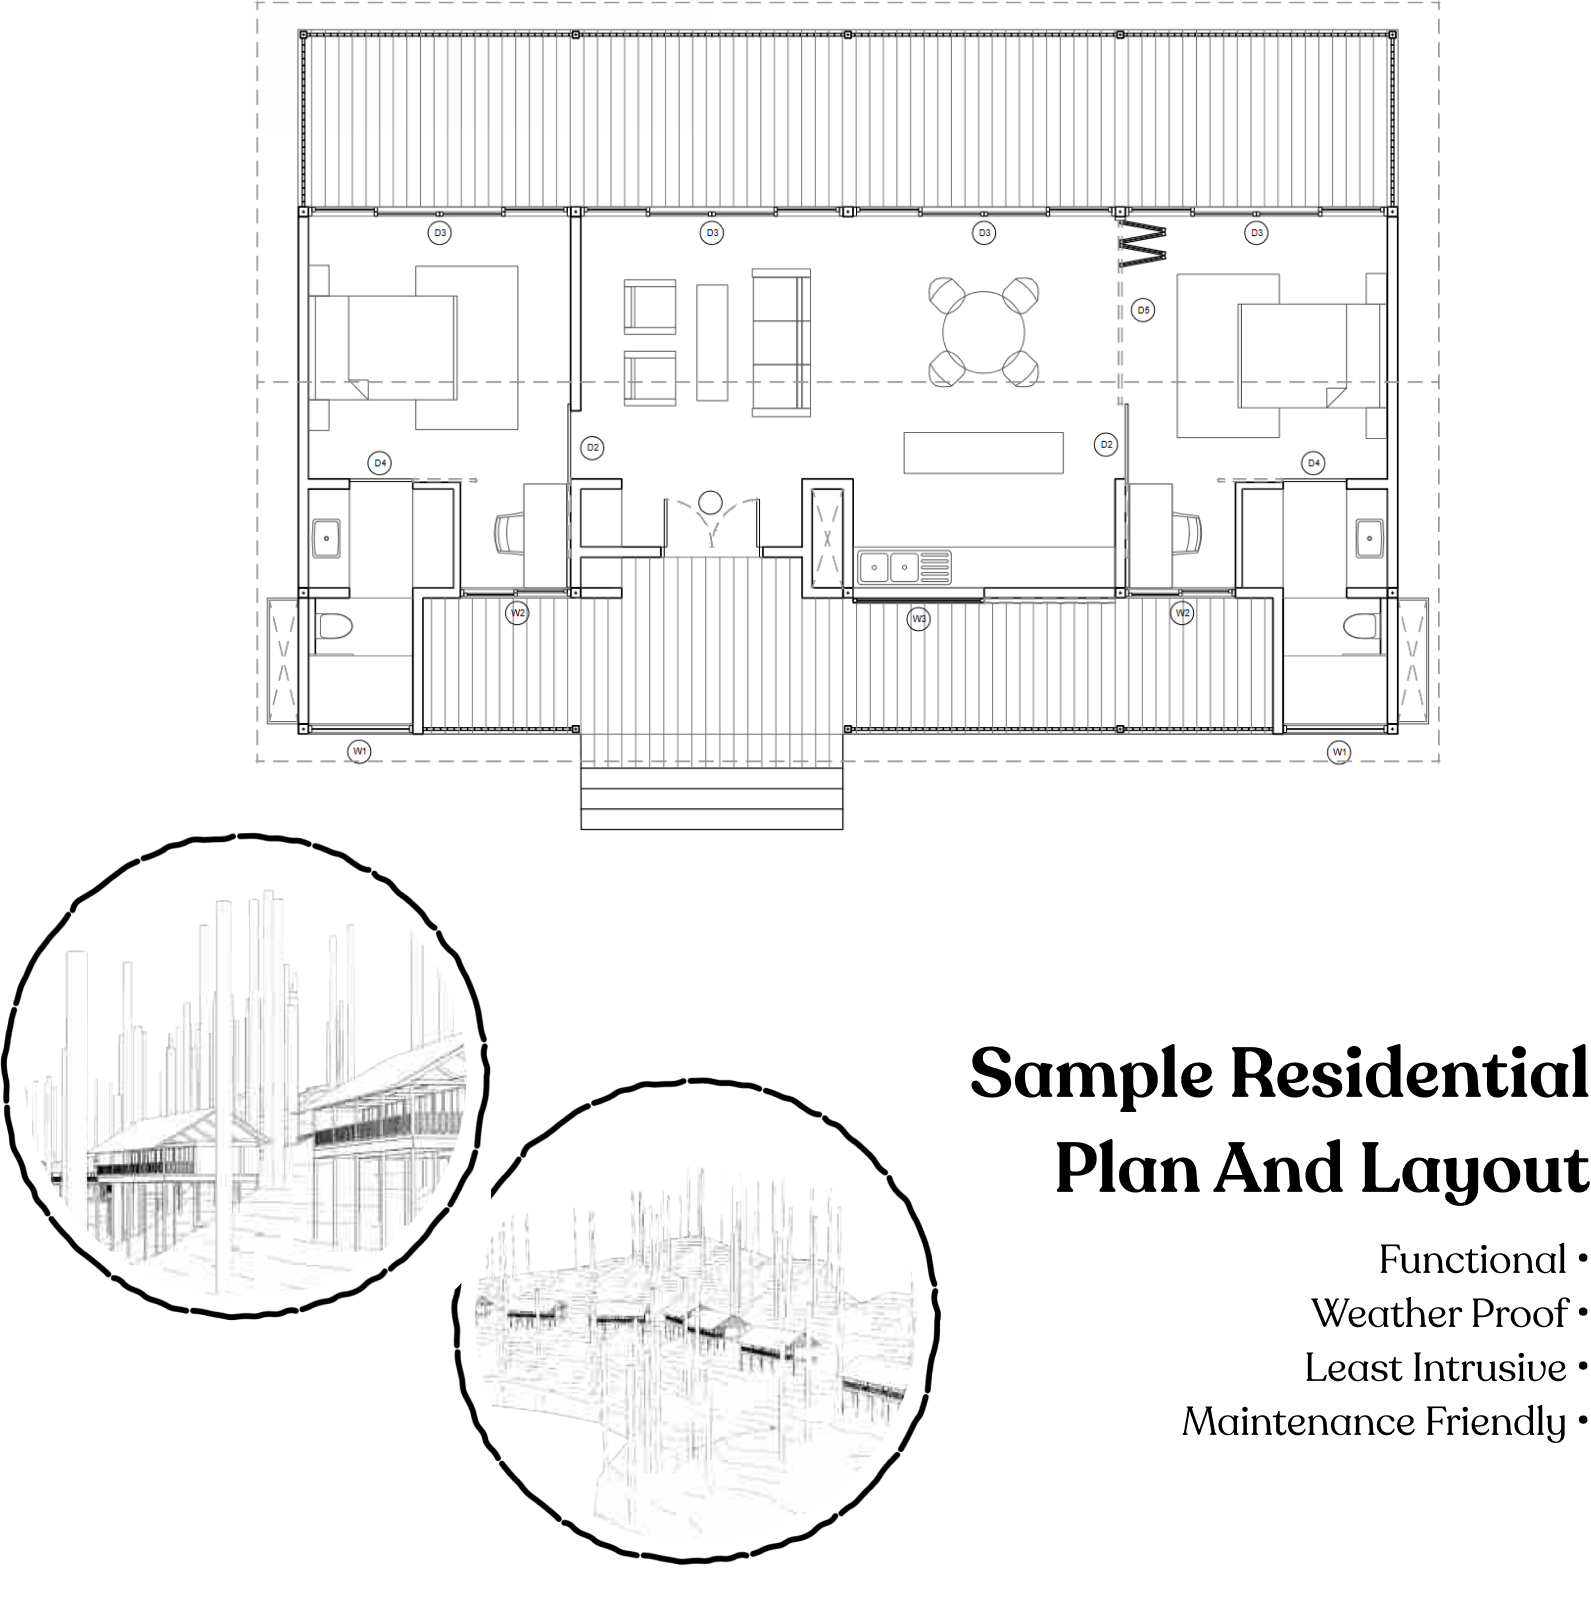 D3
D3
D3
D3
D5
D2
D2
D4
D4
W2
W3
W2
W1
W1
Sample Residential
Plan And Layout
Functional •
Weather Proof •
Least Intrusive •
Maintenance Friendly •